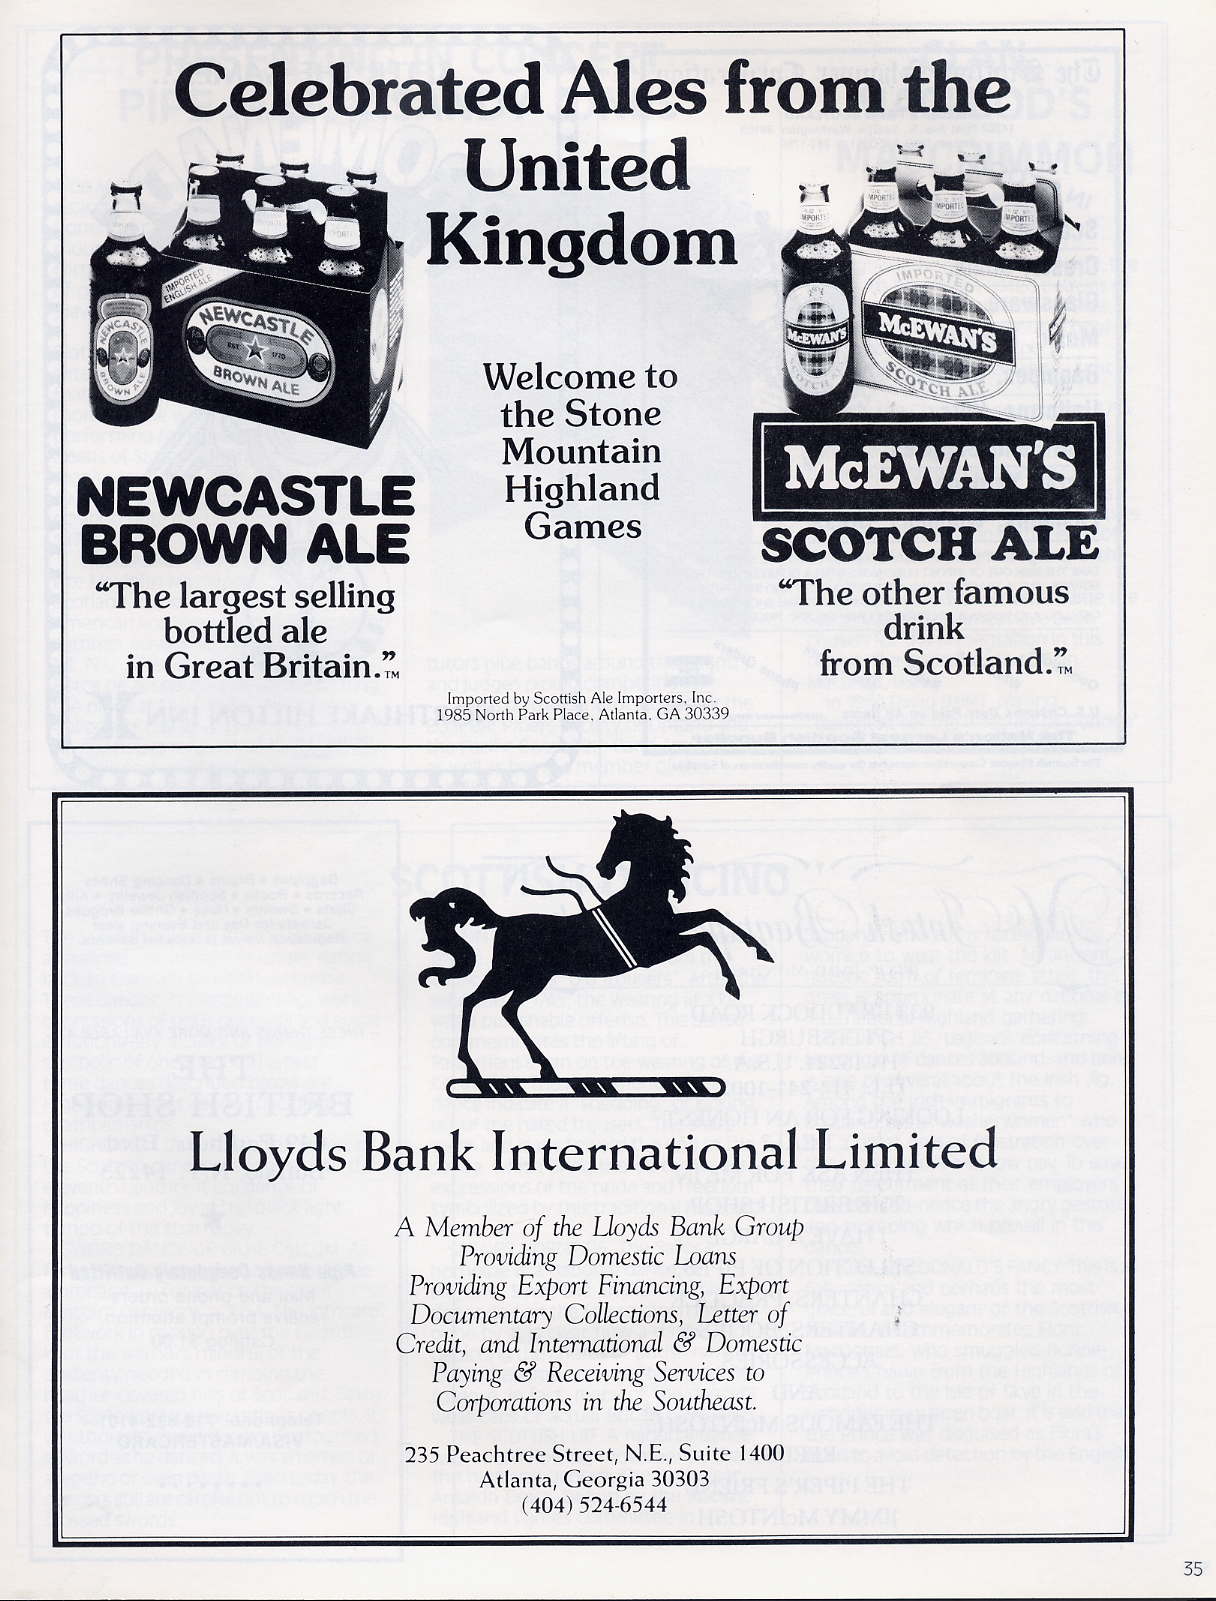 Celebrated Ales from the
United
Kingdom
IMPORTED
ENGLISH ALE
NEWCASTLE
EST. 1770
BROWN ALE
NEWCASTLE
BROWN ALE
IMPORTED
McEWAN'S
SCOTCH ALE
McEWAN'S
SCOTCH ALE
Welcome to
the Stone
Mountain
Highland
Games
NEWCASTLE
BROWN ALE
“The largest selling
bottled ale
in Great Britain.”TM
McEWAN'S
SCOTCH ALE
“The other famous
drink
from Scotland.”TM
Imported by Scottish Ale Importers, Inc.
1985 North Park Place, Atlanta, GA 30339
Lloyds Bank International Limited
A Member of the Lloyds Bank Group
Providing Domestic Loans
Providing Export Financing, Export
Documentary Collections, Letter of
Credit, and International & Domestic
Paying & Receiving Services to
Corporations in the Southeast.
235 Peachtree Street, N.E., Suite 1400
Atlanta, Georgia 30303
(404) 524-6544
35